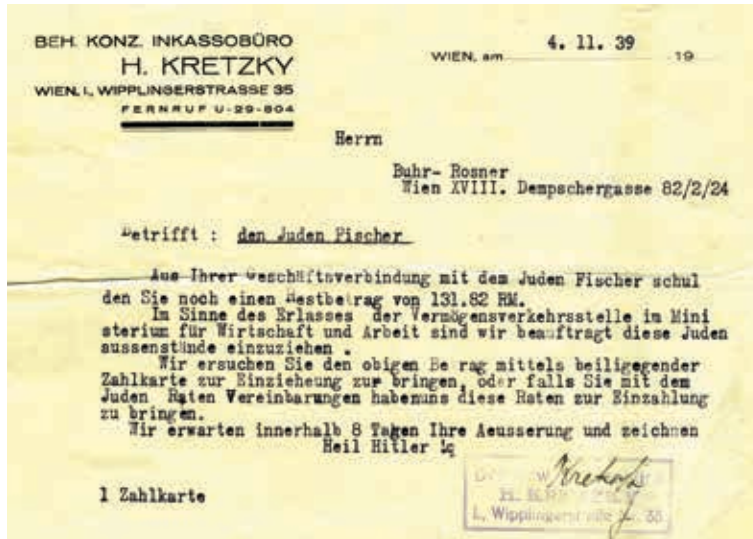 BEH. KONZ. INKASSOBÜRO
H. KRETZKY
WIEN, I., WIPPLINGERSTRASSE 35
FERNRUF U-29-804
WIEN, am 4. 11. 39 19
Herrn
Buhr- Rosner
Wien XVIII. Dempschergasse 82/2/24
Betrifft : den Juden Fischer
Aus Ihrer Geschäftsverbindung mit dem Juden Fischer schul
den Sie noch einen Restbetrag von 131.82 RM.
Im Sinne des Erlasses der Vermögensverkehrsstelle im Mini
sterium für Wirtschaft und Arbeit sind wir beauftragt diese Juden
aussenstände einzuziehen .
Wir ersuchen Sie den obigen Be rag mittels beiligegender
Zahlkarte zur Einzieheung zur bringen, oder falls Sie mit dem
Juden Raten Vereinbarungen habenuns diese Raten zur Einzahlung
zu bringen.
Wir erwarten innerhalb 8 Tagen Ihre Aeusserung und zeichnen
Heil Hitler
1 Zahlkarte
H. KRETZKY
I., Wipplingerstraße Nr. 35